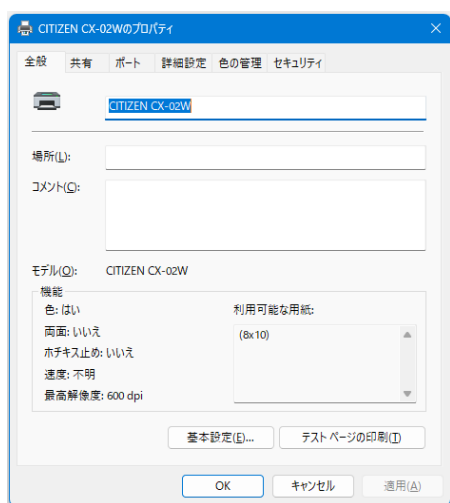 CITIZEN CX-02Wのプロパティ
全般 共有 ポート 詳細設定 色の管理 セキュリティ
CITIZEN CX-02W
場所(L):
コメント(C):
モデル(O): CITIZEN CX-02W
機能
色: はい 利用可能な用紙:
両面: いいえ (8x10)
ホチキス止め: いいえ
速度: 不明
最高解像度: 600 dpi
基本設定(E)... テスト ページの印刷(T)
OK キャンセル 適用(A)